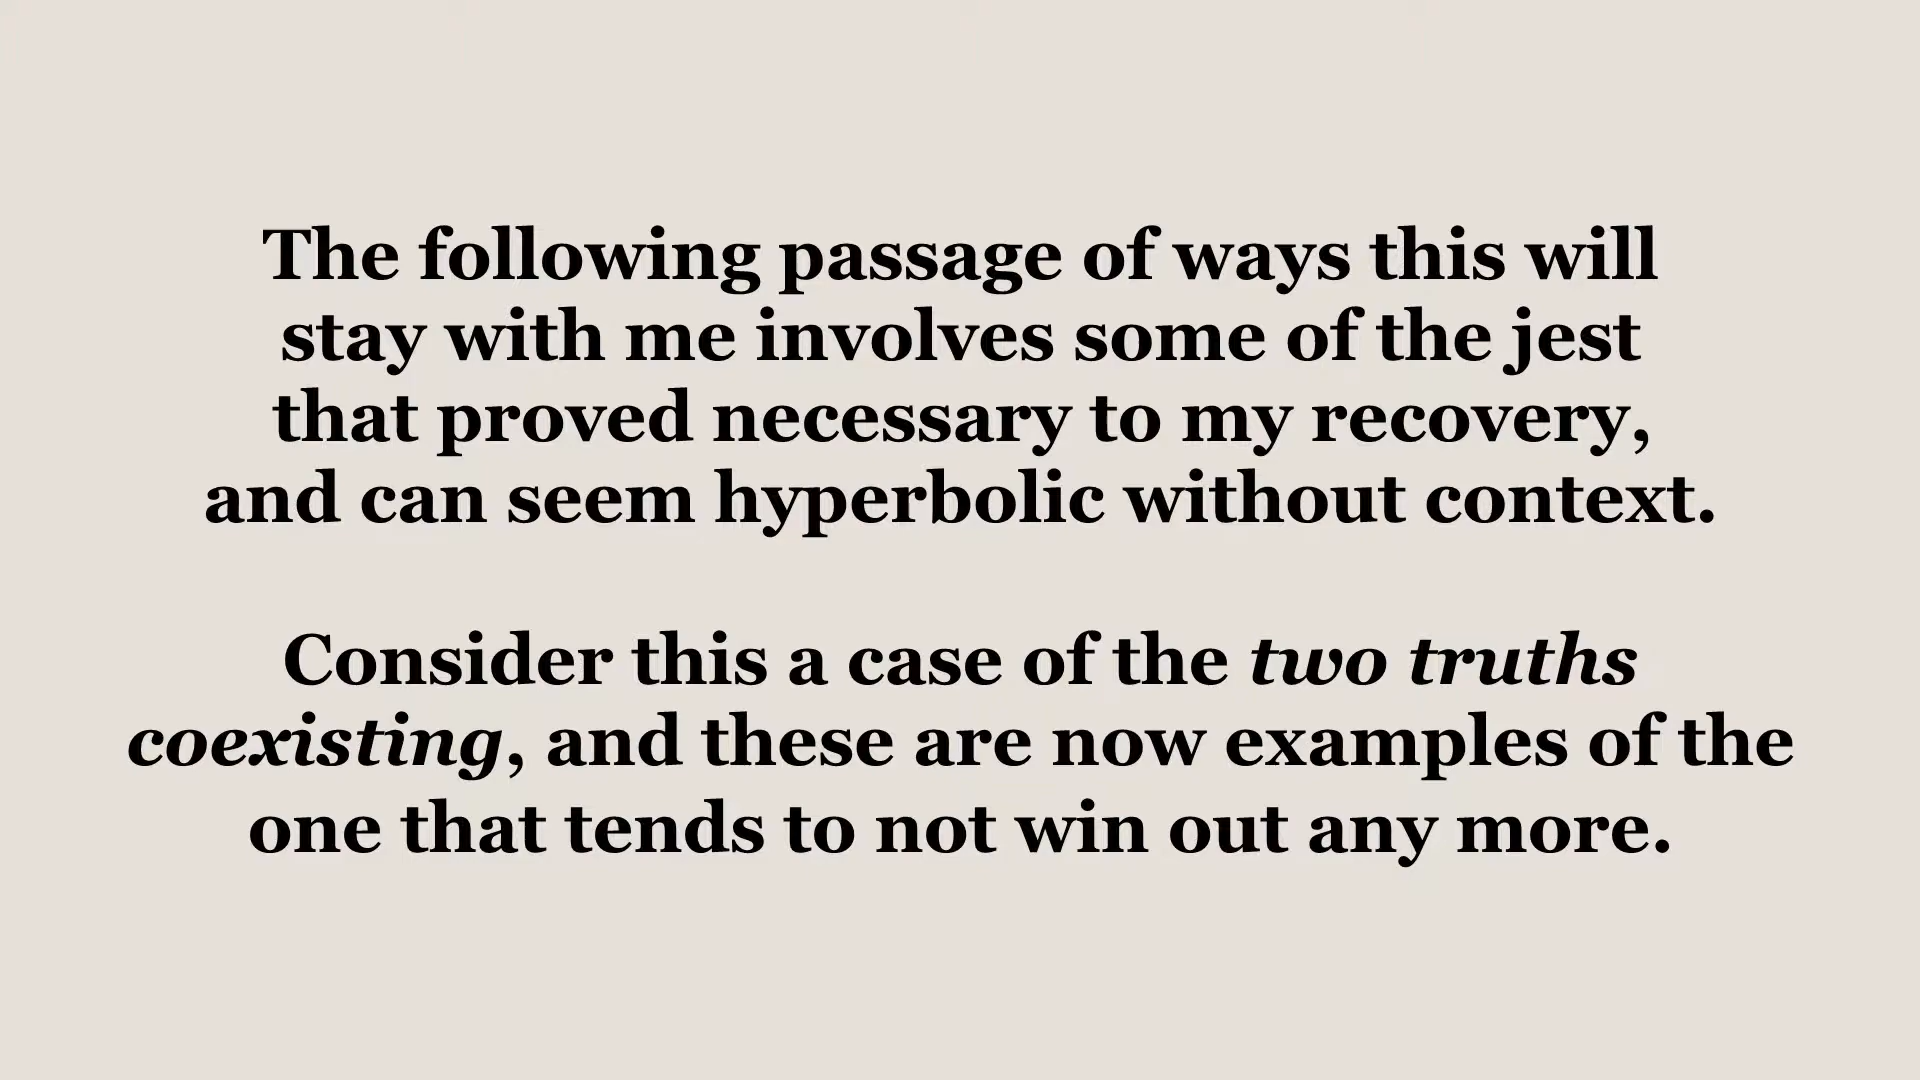 The following passage of ways this will
stay with me involves some of the jest
that proved necessary to my recovery,
and can seem hyperbolic without context.
Consider this a case of the two truths
coexisting, and these are now examples of the
one that tends to not win out any more.